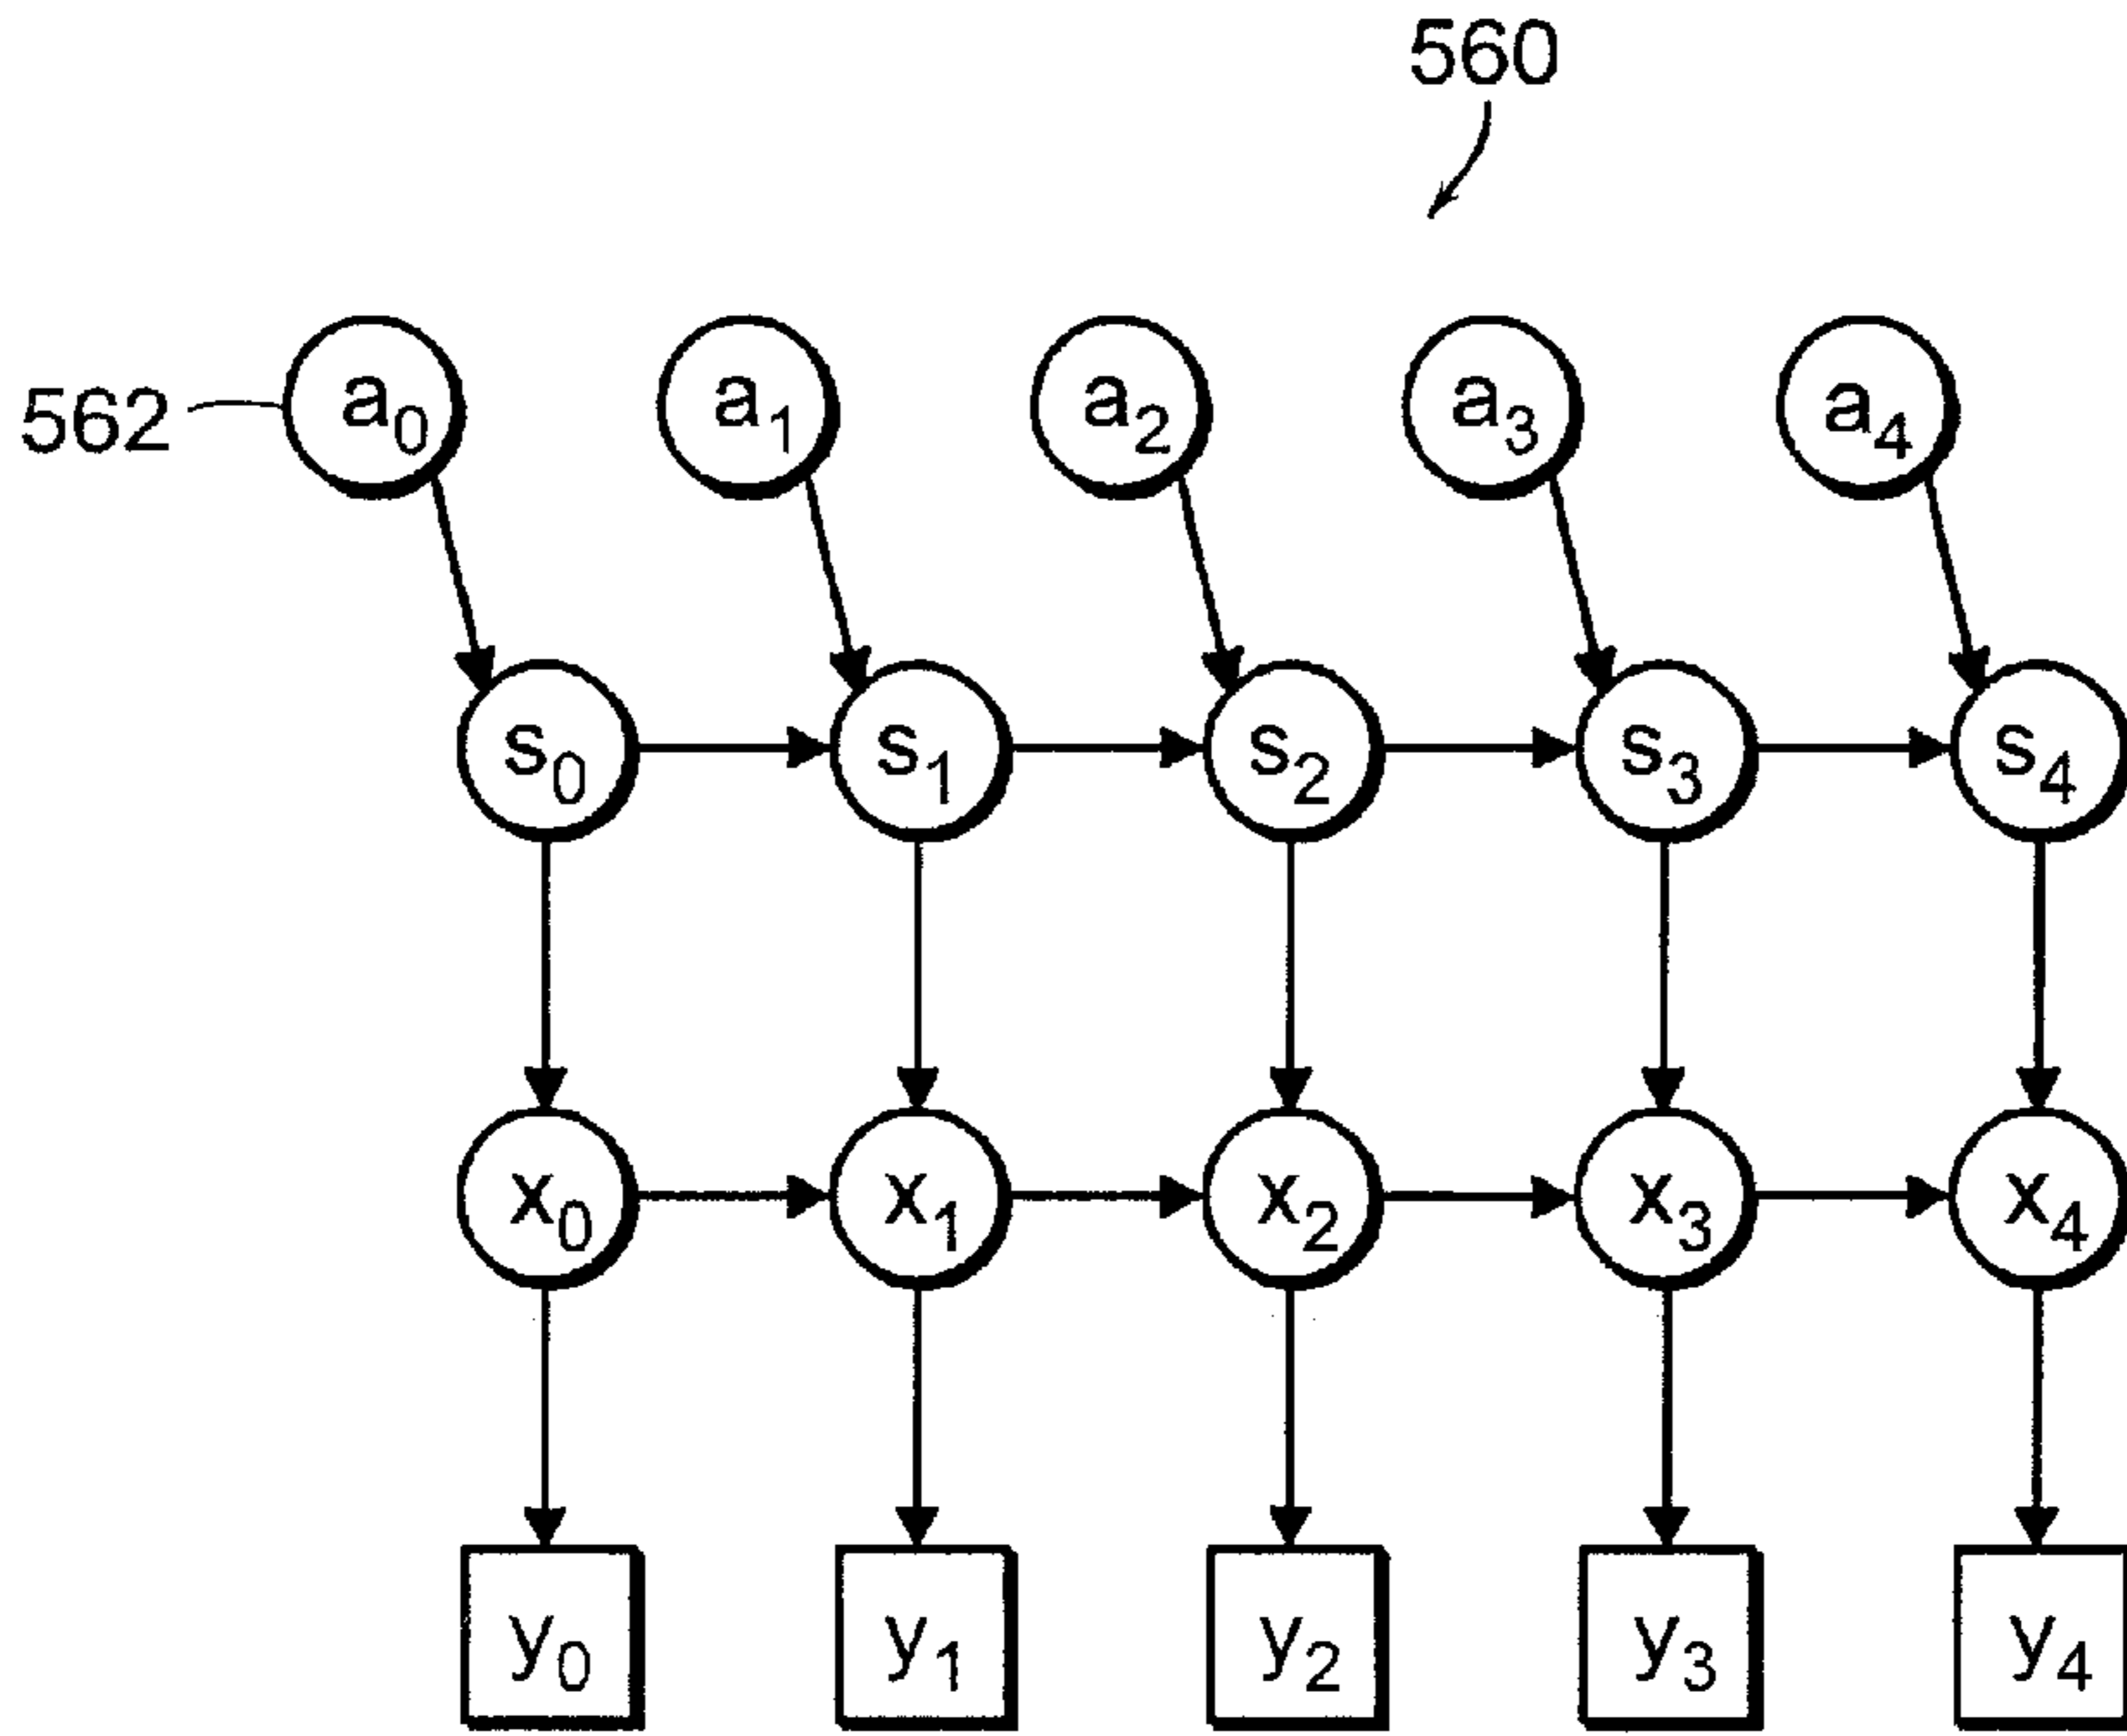 560
562 a₀ a₁ a₂ a₃ a₄
s₀ s₁ s₂ s₃ s₄
x₀ x₁ x₂ x₃ x₄
y₀ y₁ y₂ y₃ y₄